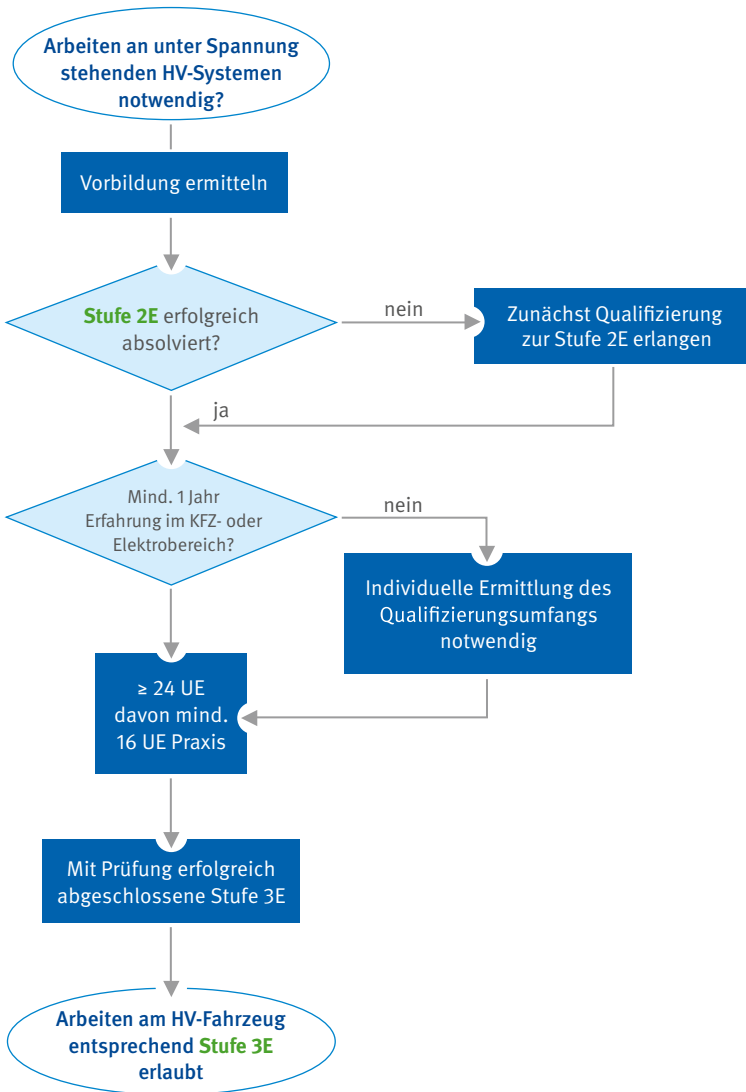 Arbeiten an unter Spannung
stehenden HV-Systemen
notwendig?
Vorbildung ermitteln
Stufe 2E erfolgreich
absolviert?
nein
Zunächst Qualifizierung
zur Stufe 2E erlangen
ja
Mind. 1 Jahr
Erfahrung im KFZ- oder
Elektrobereich?
nein
Individuelle Ermittlung des
Qualifizierungsumfangs
notwendig
≥ 24 UE
davon mind.
16 UE Praxis
Mit Prüfung erfolgreich
abgeschlossene Stufe 3E
Arbeiten am HV-Fahrzeug
entsprechend Stufe 3E
erlaubt